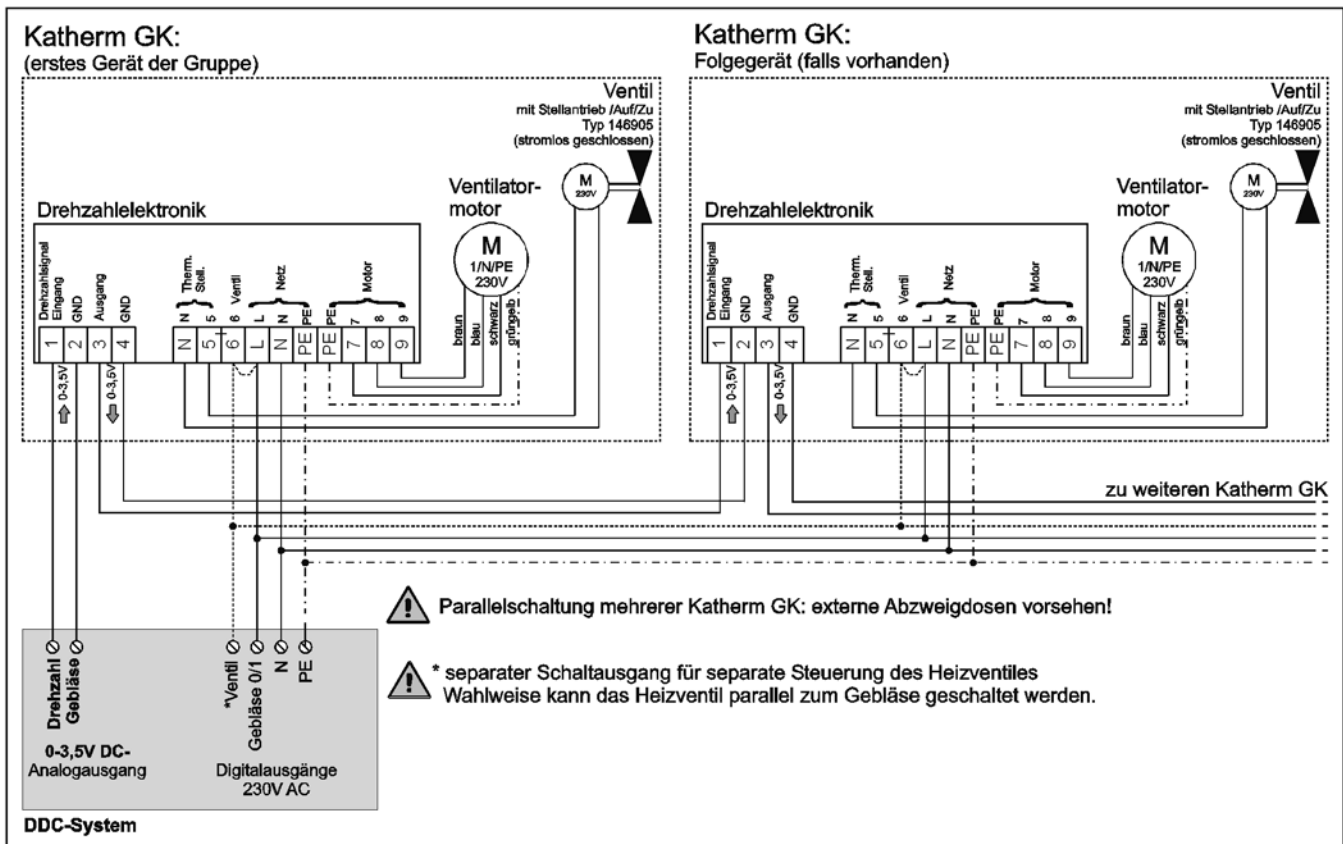 Katherm GK:
(erstes Gerät der Gruppe)
Ventil
mit Stellantrieb /Auf/Zu
Typ 146905
(stromlos geschlossen)
M
230V
Ventilator-
motor
M
1/N/PE
230V
Drehzahlelektronik
Drehzahlsignal
Eingang
GND
Ausgang
GND
N
Therm.
Stell.
5
6
Ventil
L
Netz
N
PE
PE
Motor
7
8
9
1
2
3
4
N
5
6
L
N
PE
PE
7
8
9
braun
blau
schwarz
grüngelb
0-3,5V
0-3,5V
Katherm GK:
Folgegerät (falls vorhanden)
Ventil
mit Stellantrieb /Auf/Zu
Typ 146905
(stromlos geschlossen)
M
230V
Ventilator-
motor
M
1/N/PE
230V
Drehzahlelektronik
Drehzahlsignal
Eingang
GND
Ausgang
GND
N
Therm.
Stell.
5
6
Ventil
L
Netz
N
PE
PE
Motor
7
8
9
1
2
3
4
N
5
6
L
N
PE
PE
7
8
9
braun
blau
schwarz
grüngelb
0-3,5V
0-3,5V
zu weiteren Katherm GK
Parallelschaltung mehrerer Katherm GK: externe Abzweigdosen vorsehen!
* separater Schaltausgang für separate Steuerung des Heizventiles
Wahlweise kann das Heizventil parallel zum Gebläse geschaltet werden.
Drehzahl
Gebläse
*Ventil
Gebläse 0/1
N
PE
0-3,5V DC-
Analogausgang
Digitalausgänge
230V AC
DDC-System